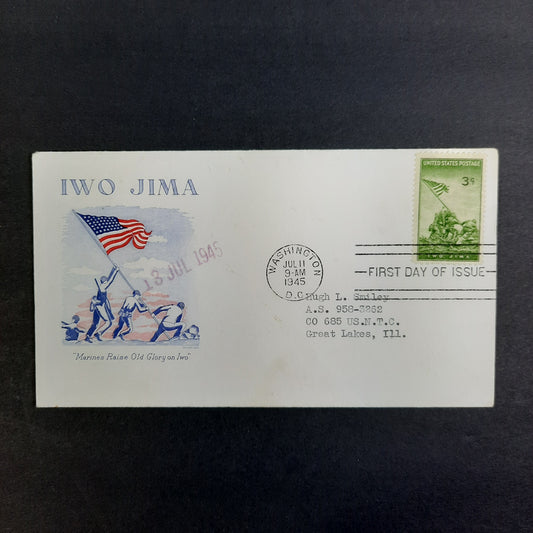 IWO JIMA
13 JUL 1945
"Marines Raise Old Glory on Iwo"
UNITED STATES POSTAGE
3¢
IWO JIMA
WASHINGTON
JUL 11
9-AM
1945
D.C.
FIRST DAY OF ISSUE
Hugh L. Smiley
A.S. 958-3262
CO 685 US.N.T.C.
Great Lakes, Ill.